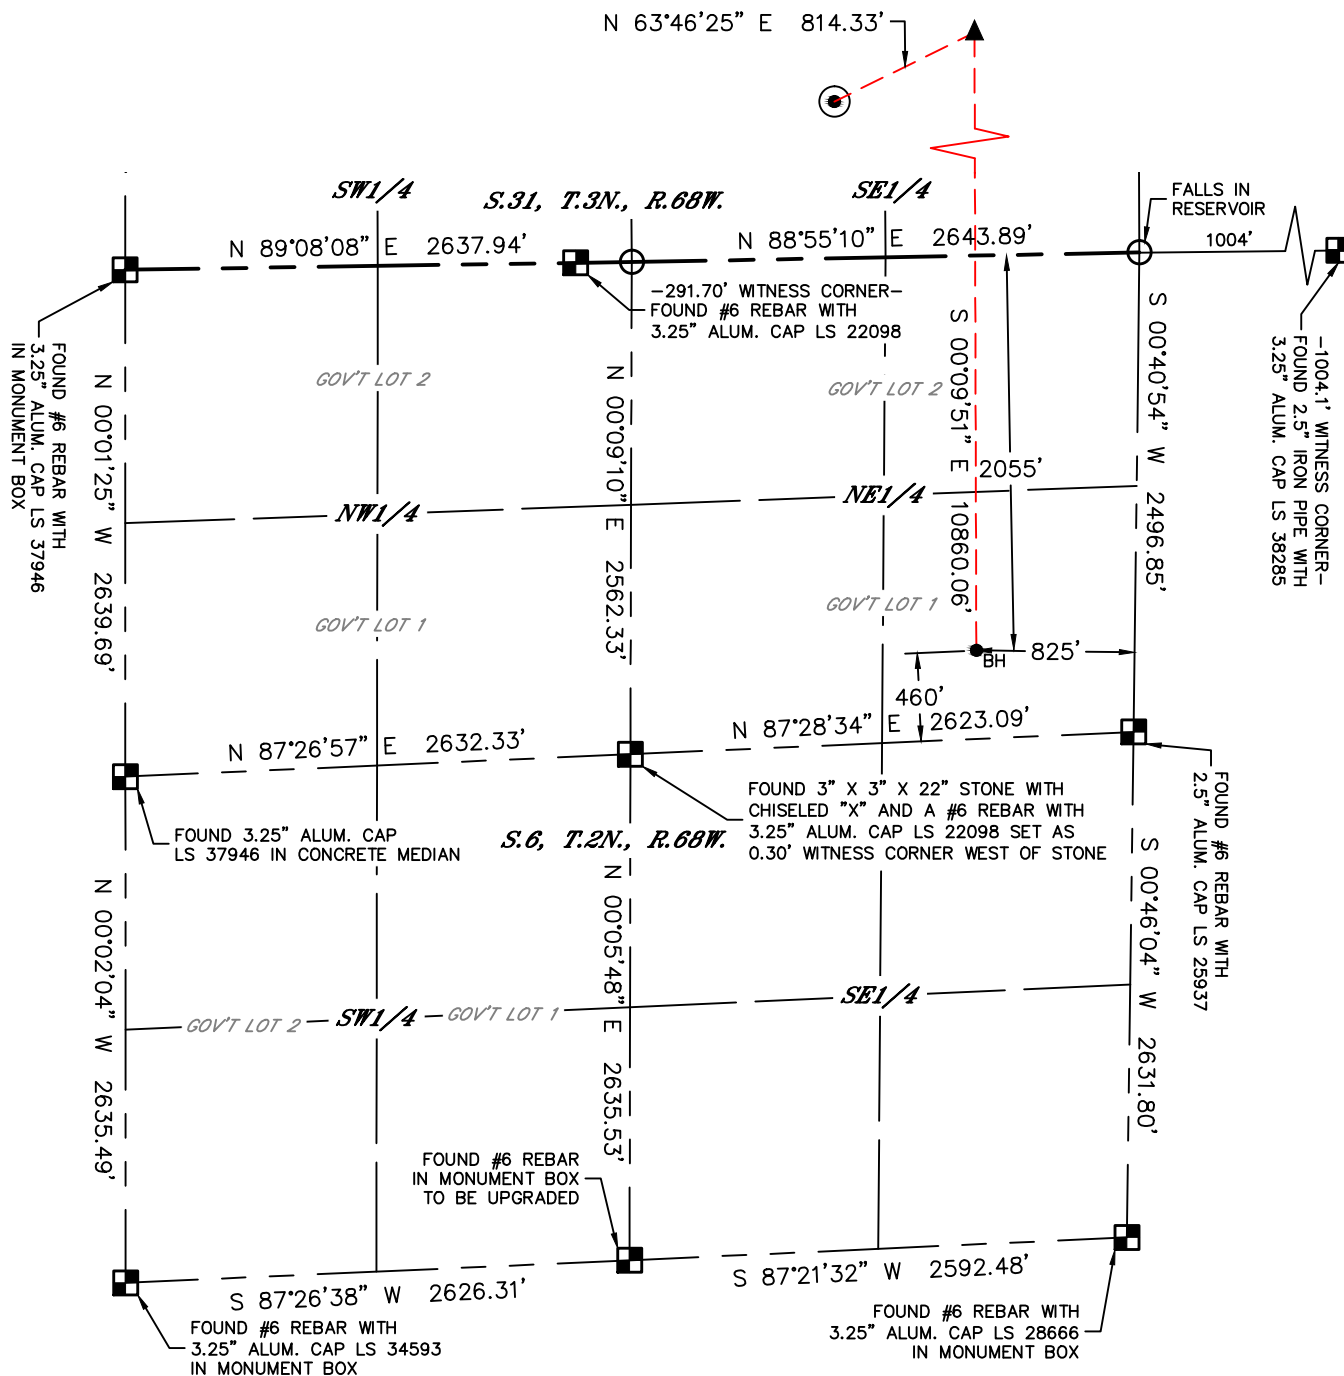 N 63°46'25" E 814.33'
SW1/4
S.31, T.3N., R.68W.
SE1/4
FALLS IN
RESERVOIR
N 89°08'08" E 2637.94'
N 88°55'10" E 2643.89'
1004'
-291.70' WITNESS CORNER-
FOUND #6 REBAR WITH
3.25" ALUM. CAP LS 22098
-1004.1' WITNESS CORNER-
FOUND 2.5" IRON PIPE WITH
3.25" ALUM. CAP LS 38285
FOUND #6 REBAR WITH
3.25" ALUM. CAP LS 37946
IN MONUMENT BOX
N 00°01'25" W 2639.69'
GOV'T LOT 2
N 00°09'10" E 2562.33'
GOV'T LOT 2
S 00°09'51" E 10860.06'
2055'
S 00°40'54" W 2496.85'
NW1/4
NE1/4
GOV'T LOT 1
GOV'T LOT 1
BH
825'
460'
N 87°26'57" E 2632.33'
N 87°28'34" E 2623.09'
FOUND 3" X 3" X 22" STONE WITH
CHISELED "X" AND A #6 REBAR WITH
3.25" ALUM. CAP LS 22098 SET AS
0.30' WITNESS CORNER WEST OF STONE
FOUND #6 REBAR WITH
2.5" ALUM. CAP LS 25937
FOUND 3.25" ALUM. CAP
LS 37946 IN CONCRETE MEDIAN
S.6, T.2N., R.68W.
N 00°02'04" W 2635.49'
N 00°05'48" E 2635.53'
S 00°46'04" W 2631.80'
GOV'T LOT 2
SW1/4
GOV'T LOT 1
SE1/4
FOUND #6 REBAR
IN MONUMENT BOX
TO BE UPGRADED
S 87°26'38" W 2626.31'
S 87°21'32" W 2592.48'
FOUND #6 REBAR WITH
3.25" ALUM. CAP LS 34593
IN MONUMENT BOX
FOUND #6 REBAR WITH
3.25" ALUM. CAP LS 28666
IN MONUMENT BOX